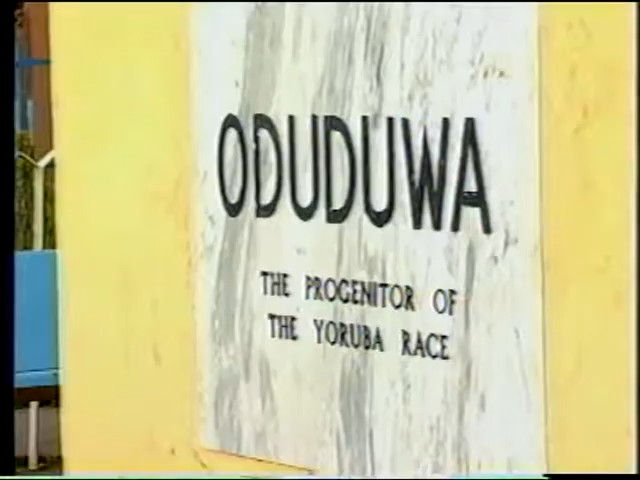 ODUDUWA
THE PROGENITOR OF
THE YORUBA RACE